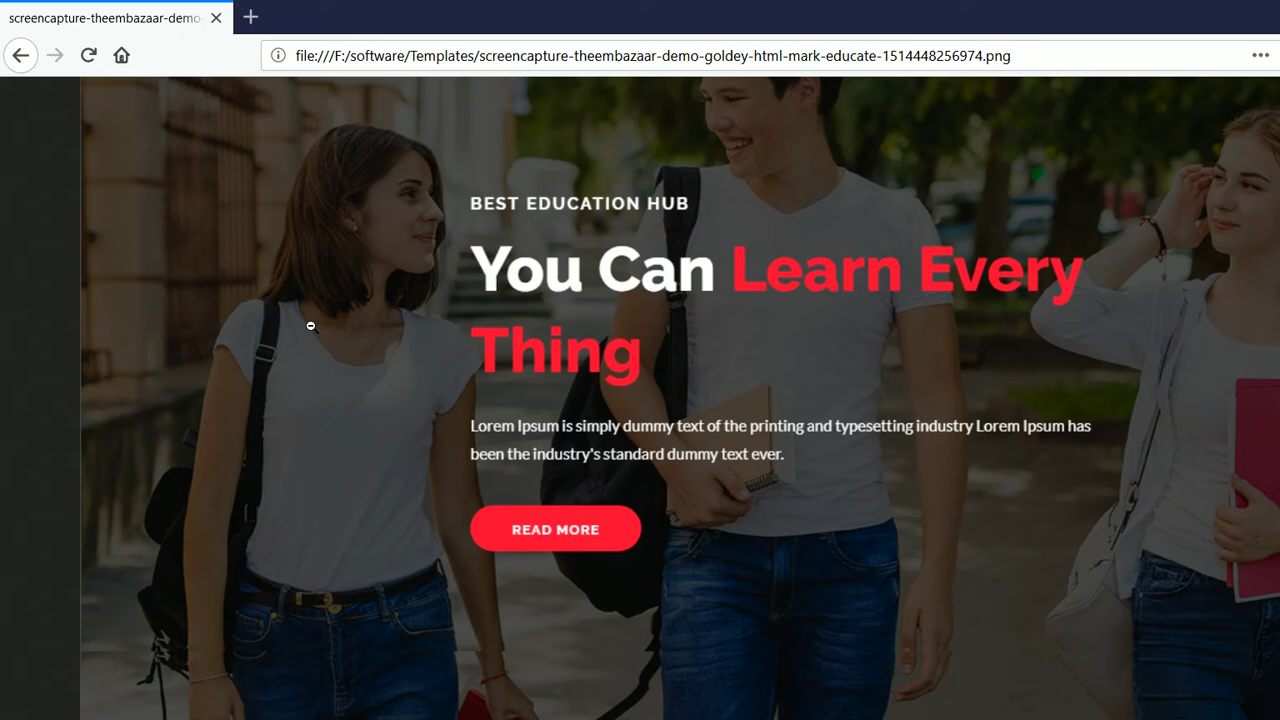 screencapture-theembazaar-demo-
file:///F:/software/Templates/screencapture-theembazaar-demo-goldey-html-mark-educate-1514448256974.png
BEST EDUCATION HUB
You Can Learn Every
Thing
Lorem Ipsum is simply dummy text of the printing and typesetting industry Lorem Ipsum has
been the industry's standard dummy text ever.
READ MORE